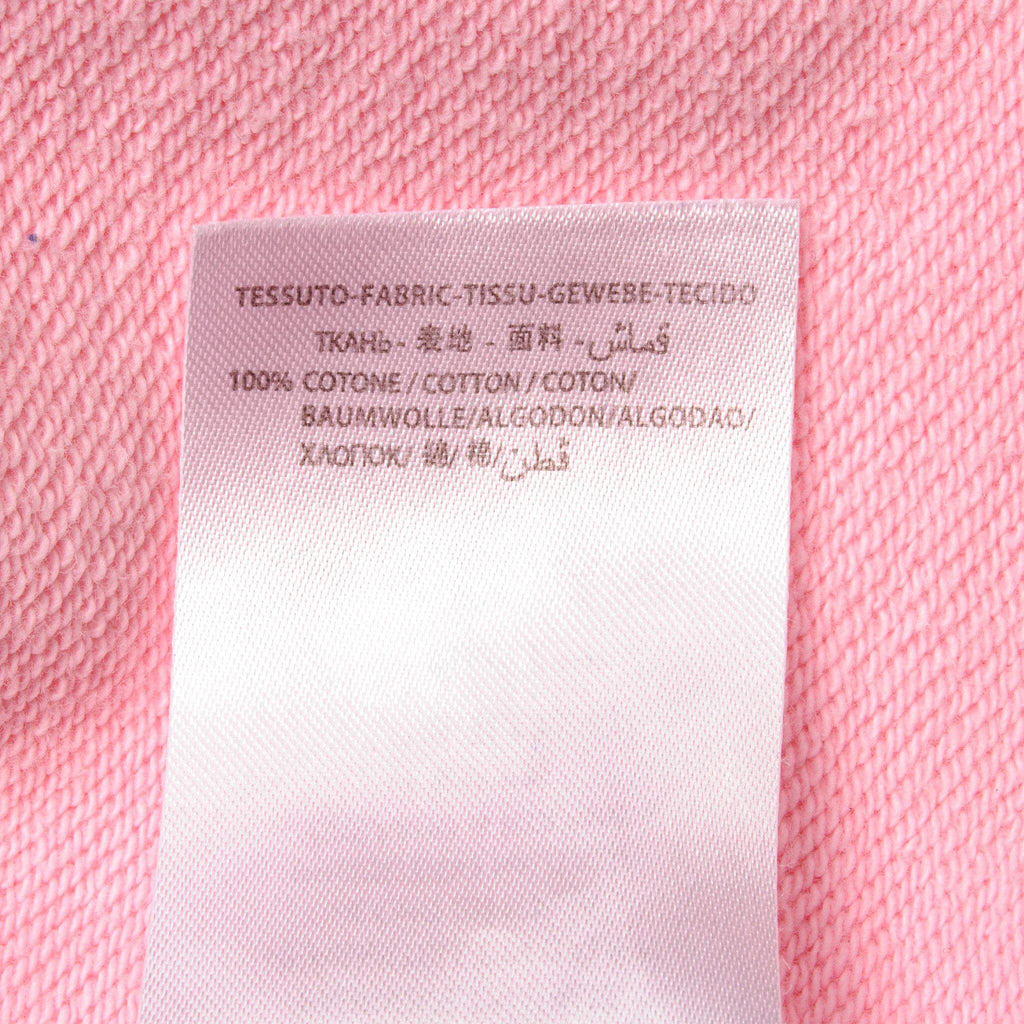 TESSUTO-FABRIC-TISSU-GEWEBE-TECIDO
ТКАНЬ - 表地 - 面料 - قماش
100% COTONE / COTTON / COTON/
BAUMWOLLE/ALGODON/ALGODAO/
ХЛОПОК/ 綿/ 棉/ قطن